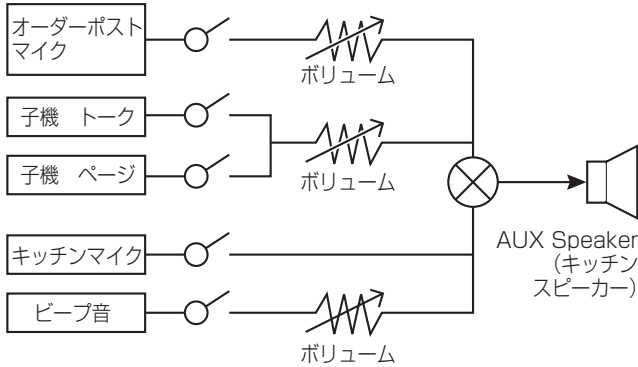 オーダーポスト
マイク
ボリューム
子機　トーク
子機　ページ
ボリューム
キッチンマイク
AUX Speaker
（キッチン
スピーカー）
ビープ音
ボリューム